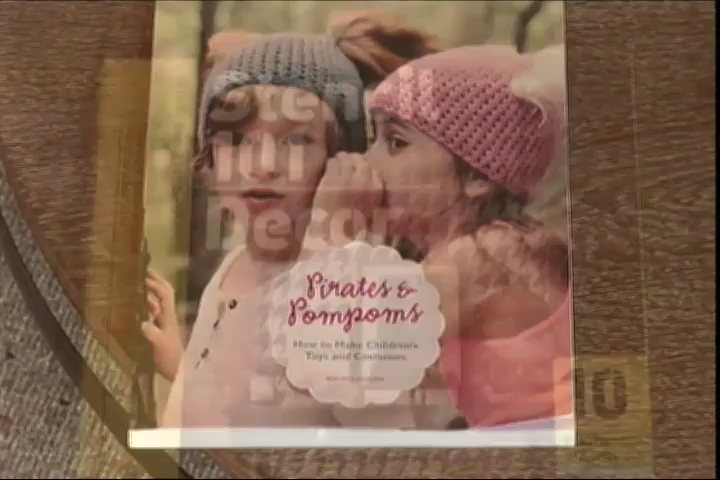 Stencil
101
Decor
Pirates &
Pompoms
How to Make Children's
Toys and Costumes
10